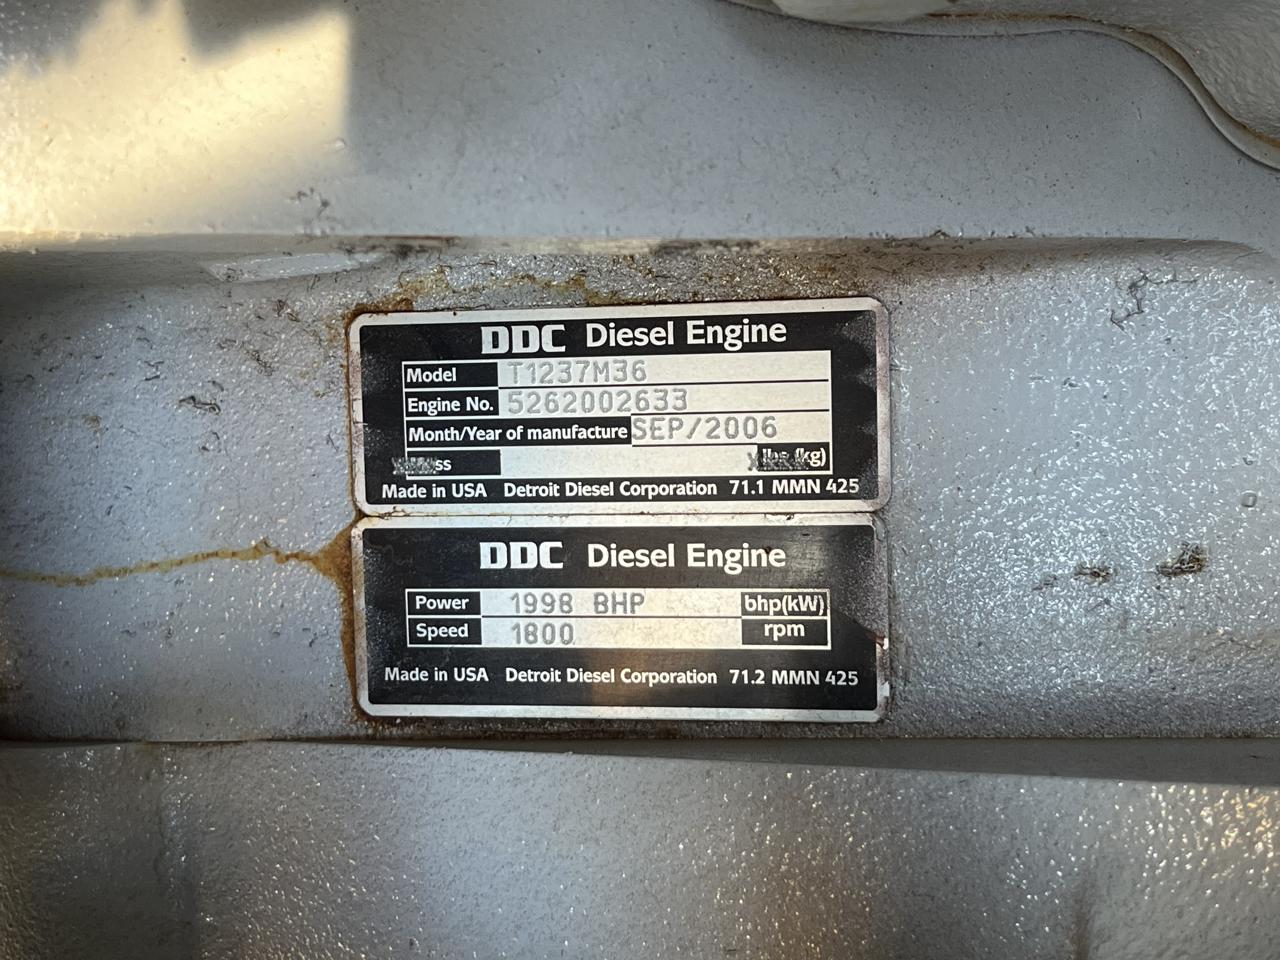 DDC Diesel Engine
Model T1237M36
Engine No. 5262002633
Month/Year of manufacture SEP/2006
lbs (kg)
Made in USA Detroit Diesel Corporation 71.1 MMN 425
DDC Diesel Engine
Power 1998 BHP bhp(kW)
Speed 1800 rpm
Made in USA Detroit Diesel Corporation 71.2 MMN 425